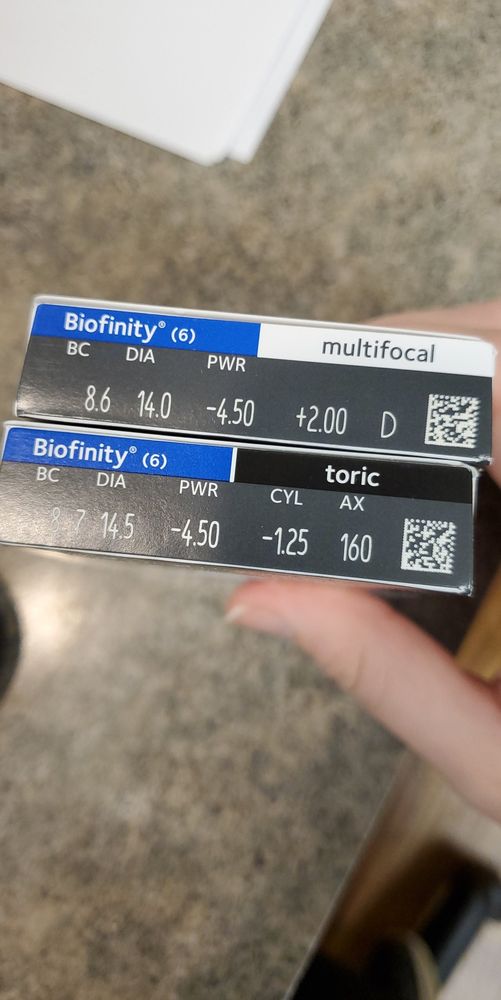 Biofinity® (6) multifocal
BC DIA PWR
8.6 14.0 -4.50 +2.00 D
Biofinity® (6) toric
BC DIA PWR CYL AX
8.7 14.5 -4.50 -1.25 160